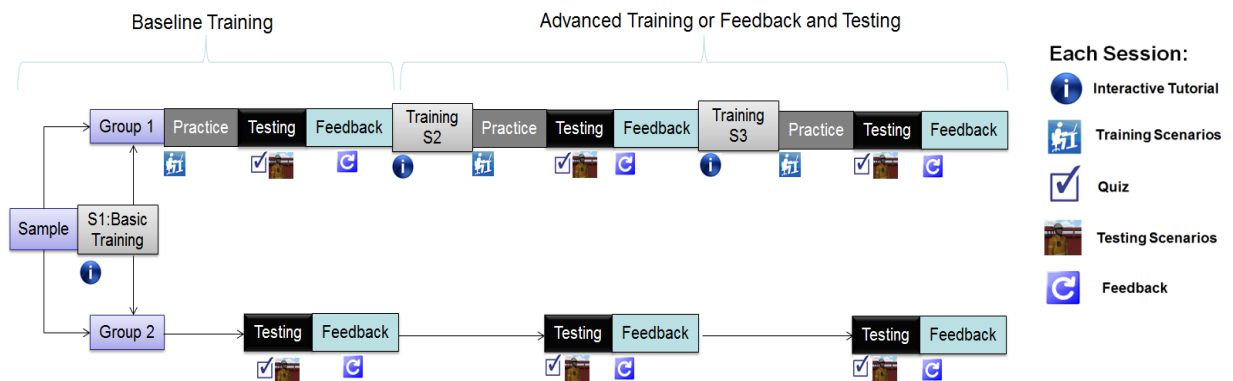 Baseline Training
Advanced Training or Feedback and Testing
Each Session:
Interactive Tutorial
Training Scenarios
Quiz
Testing Scenarios
Feedback
Group 1
Practice
Testing
Feedback
Training
S2
Practice
Testing
Feedback
Training
S3
Practice
Testing
Feedback
Sample
S1:Basic
Training
Group 2
Testing
Feedback
Testing
Feedback
Testing
Feedback